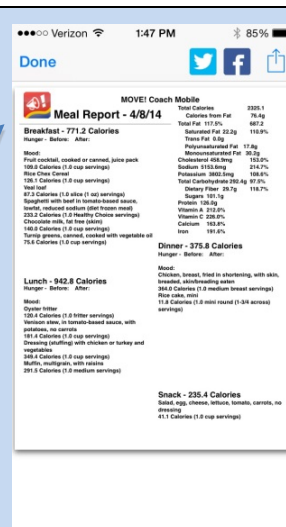 Verizon 1:47 PM 85%
Done
MOVE! Coach Mobile
Meal Report - 4/8/14
Total Calories 2325.1
Calories from Fat 76.4g
Total Fat 117.5% 687.2
Saturated Fat 22.2g 110.9%
Trans Fat 0.0g
Polyunsaturated Fat 17.8g
Monounsaturated Fat 30.2g
Cholesterol 458.9mg 153.0%
Sodium 5153.6mg 214.7%
Potassium 3802.5mg 108.6%
Total Carbohydrate 292.4g 97.5%
Dietary Fiber 29.7g 118.7%
Sugars 101.1g
Protein 126.0g
Vitamin A 212.0%
Vitamin C 228.0%
Calcium 163.8%
Iron 191.6%
Breakfast - 771.2 Calories
Hunger - Before: After:
Mood:
Fruit cocktail, cooked or canned, juice pack
109.0 Calories (1.0 cup servings)
Rice Chex Cereal
126.1 Calories (1.0 cup servings)
Veal loaf
87.3 Calories (1.0 slice (1 oz) servings)
Spaghetti with beef in tomato-based sauce,
lowfat, reduced sodium (diet frozen meal)
233.2 Calories (1.0 Healthy Choice servings)
Chocolate milk, fat free (skim)
140.0 Calories (1.0 cup servings)
Turnip greens, canned, cooked with vegetable oil
75.6 Calories (1.0 cup servings)
Dinner - 375.8 Calories
Hunger - Before: After:
Mood:
Chicken, breast, fried in shortening, with skin,
breaded, skin/breading eaten
364.0 Calories (1.0 medium breast servings)
Rice cake, mini
11.8 Calories (1.0 mini round (1-3/4 across)
servings)
Lunch - 942.8 Calories
Hunger - Before: After:
Mood:
Oyster fritter
120.4 Calories (1.0 fritter servings)
Venison stew, in tomato-based sauce, with
potatoes, no carrots
181.4 Calories (1.0 cup servings)
Dressing (stuffing) with chicken or turkey and
vegetables
349.4 Calories (1.0 cup servings)
Muffin, multigrain, with raisins
291.5 Calories (1.0 medium servings)
Snack - 235.4 Calories
Salad, egg, cheese, lettuce, tomato, carrots, no
dressing
41.1 Calories (1.0 cup servings)